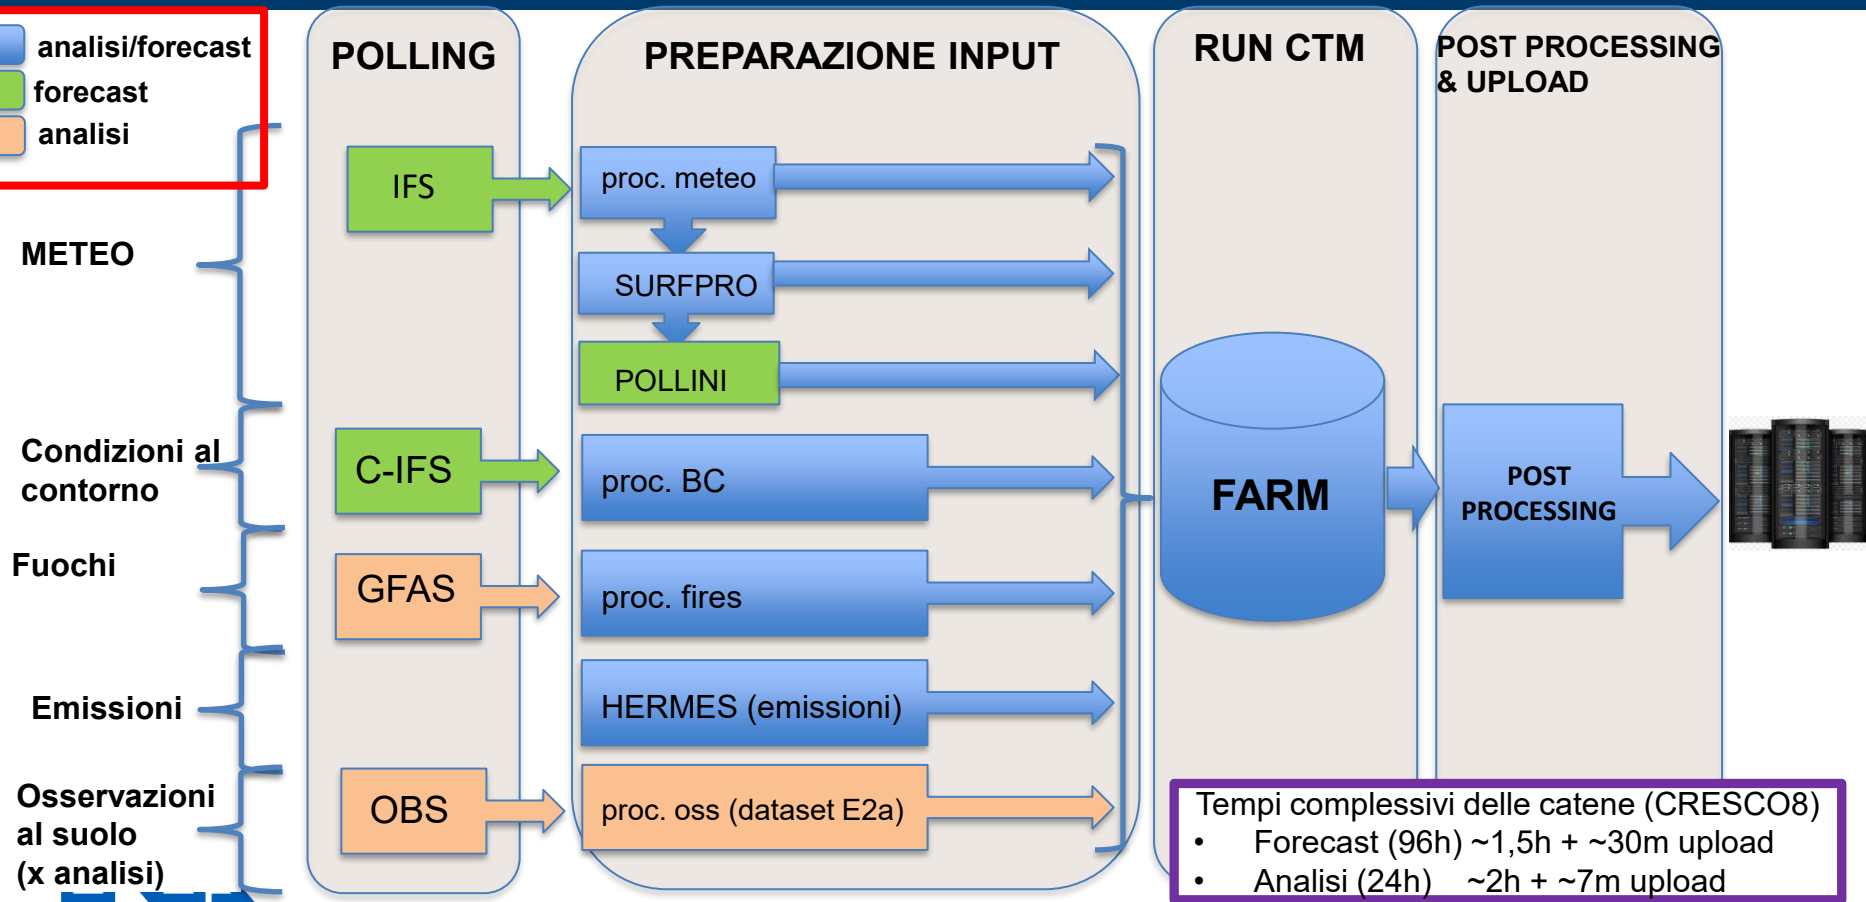 analisi/forecast
forecast
analisi
POLLING
PREPARAZIONE INPUT
RUN CTM
POST PROCESSING
& UPLOAD
METEO
IFS
proc. meteo
SURFPRO
POLLINI
Condizioni al
contorno
C-IFS
proc. BC
FARM
POST
PROCESSING
Fuochi
GFAS
proc. fires
Emissioni
HERMES (emissioni)
Osservazioni
al suolo
(x analisi)
OBS
proc. oss (dataset E2a)
Tempi complessivi delle catene (CRESCO8)
• Forecast (96h) ~1,5h + ~30m upload
• Analisi (24h) ~2h + ~7m upload